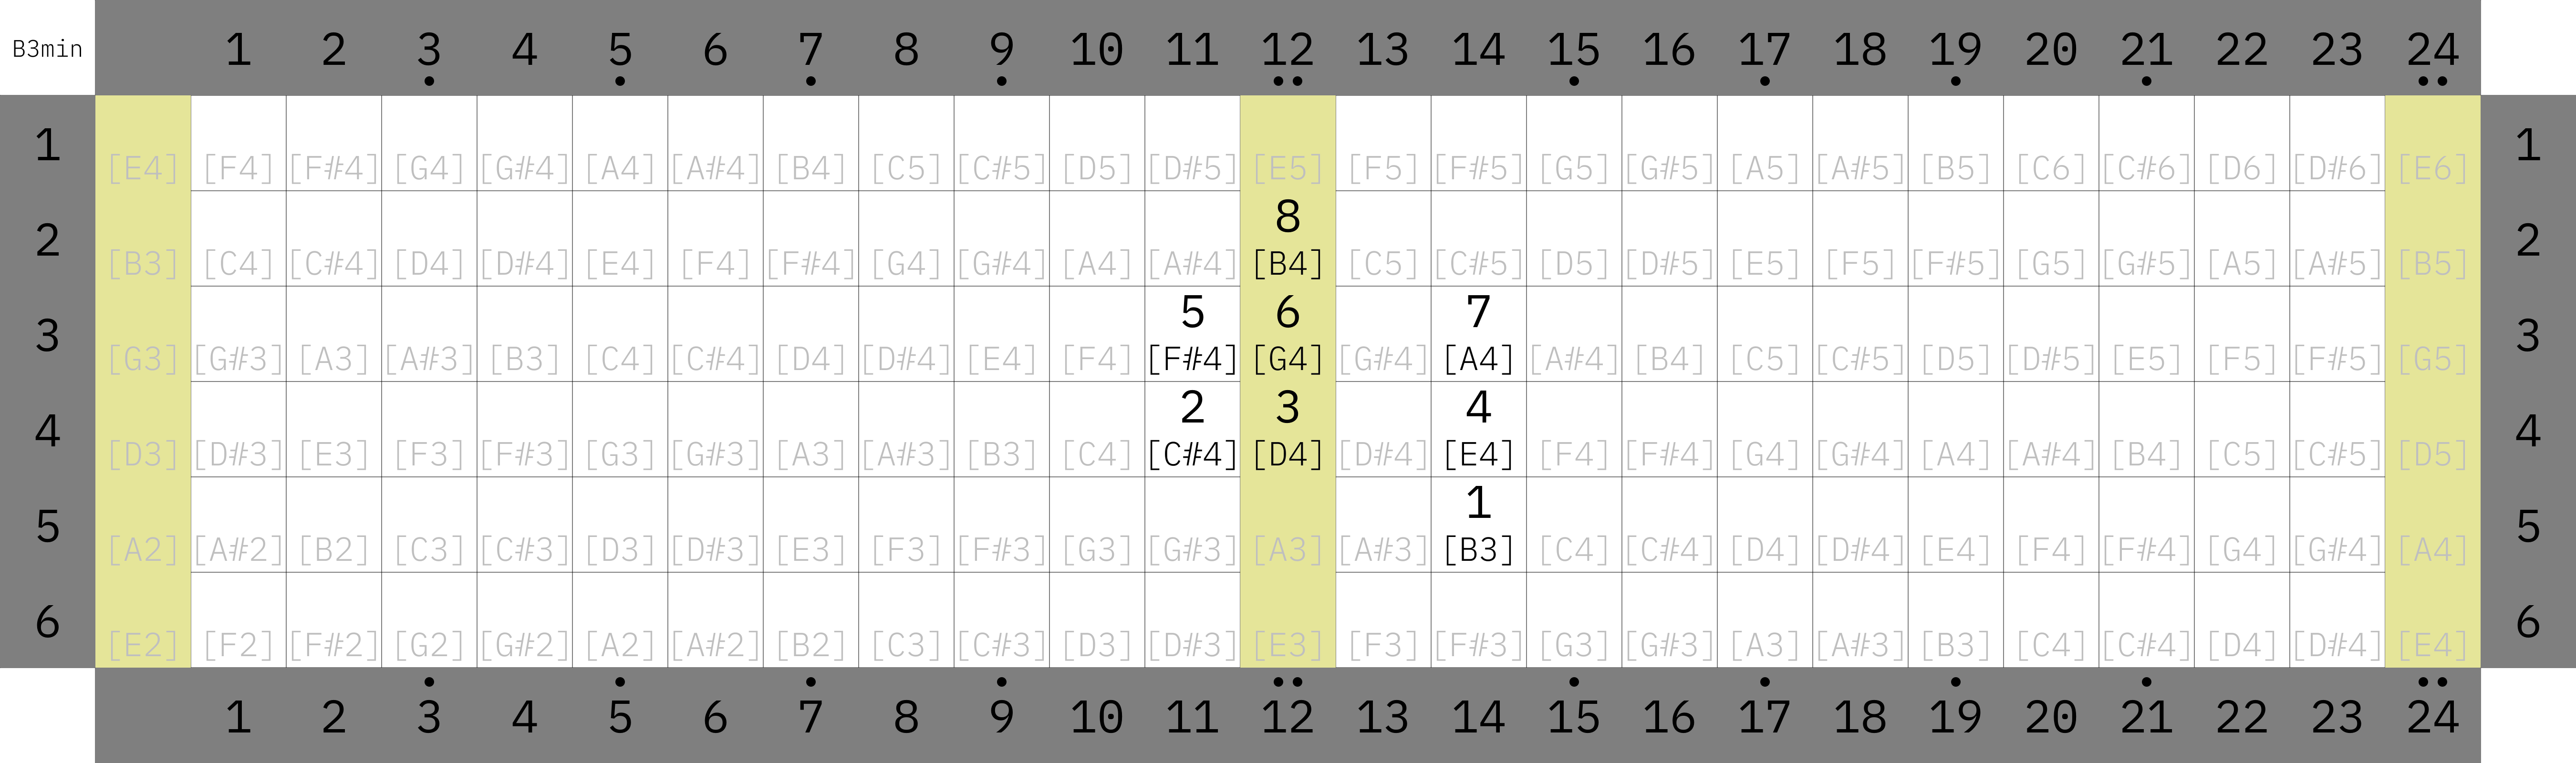 B3min 1 2 3 4 5 6 7 8 9 10 11 12 13 14 15 16 17 18 19 20 21 22 23 24
1 [E4] [F4] [F#4] [G4] [G#4] [A4] [A#4] [B4] [C5] [C#5] [D5] [D#5] [E5] [F5] [F#5] [G5] [G#5] [A5] [A#5] [B5] [C6] [C#6] [D6] [D#6] [E6] 1
8
2 [B3] [C4] [C#4] [D4] [D#4] [E4] [F4] [F#4] [G4] [G#4] [A4] [A#4] [B4] [C5] [C#5] [D5] [D#5] [E5] [F5] [F#5] [G5] [G#5] [A5] [A#5] [B5] 2
5 6 7
3 [G3] [G#3] [A3] [A#3] [B3] [C4] [C#4] [D4] [D#4] [E4] [F4] [F#4] [G4] [G#4] [A4] [A#4] [B4] [C5] [C#5] [D5] [D#5] [E5] [F5] [F#5] [G5] 3
2 3 4
4 [D3] [D#3] [E3] [F3] [F#3] [G3] [G#3] [A3] [A#3] [B3] [C4] [C#4] [D4] [D#4] [E4] [F4] [F#4] [G4] [G#4] [A4] [A#4] [B4] [C5] [C#5] [D5] 4
1
5 [A2] [A#2] [B2] [C3] [C#3] [D3] [D#3] [E3] [F3] [F#3] [G3] [G#3] [A3] [A#3] [B3] [C4] [C#4] [D4] [D#4] [E4] [F4] [F#4] [G4] [G#4] [A4] 5
6 [E2] [F2] [F#2] [G2] [G#2] [A2] [A#2] [B2] [C3] [C#3] [D3] [D#3] [E3] [F3] [F#3] [G3] [G#3] [A3] [A#3] [B3] [C4] [C#4] [D4] [D#4] [E4] 6
1 2 3 4 5 6 7 8 9 10 11 12 13 14 15 16 17 18 19 20 21 22 23 24